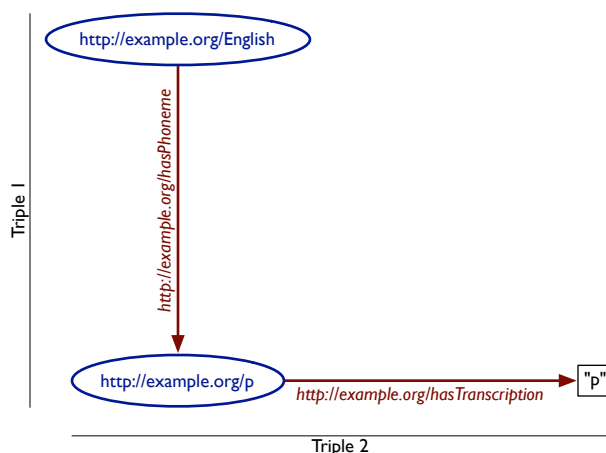 http://example.org/English
http://example.org/hasPhoneme
Triple 1
http://example.org/p
http://example.org/hasTranscription
"p"
Triple 2